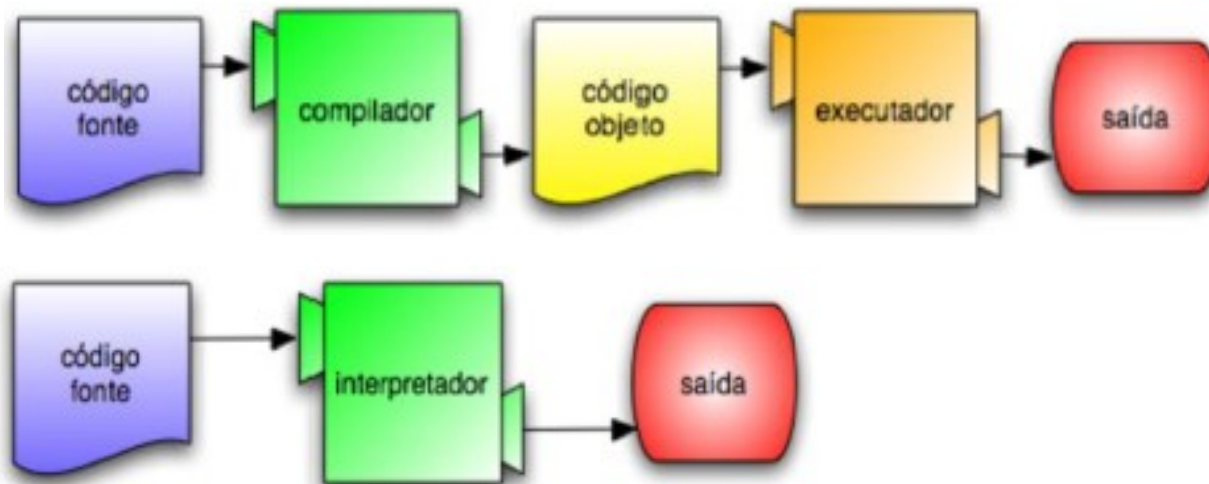 código
fonte
compilador
código
objeto
executador
saída
código
fonte
interpretador
saída